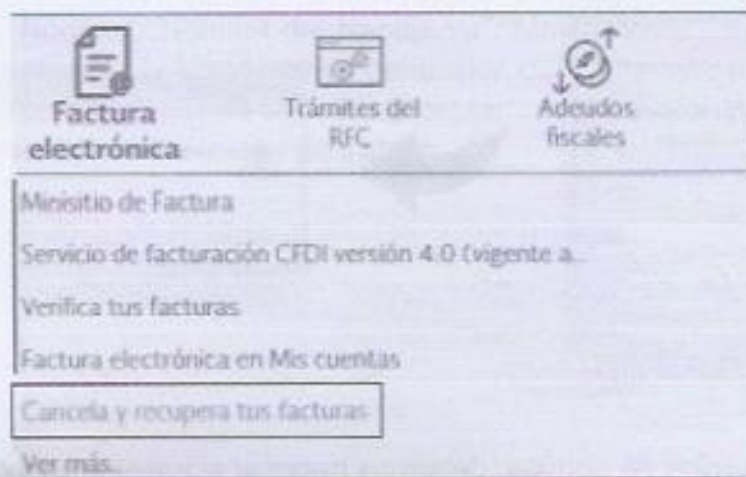 Factura
electrónica
Trámites del
RFC
Adeudos
fiscales
Minisitio de Factura
Servicio de facturación CFDI versión 4.0 (vigente a...
Verifica tus facturas
Factura electrónica en Mis cuentas
Cancela y recupera tus facturas
Ver más...